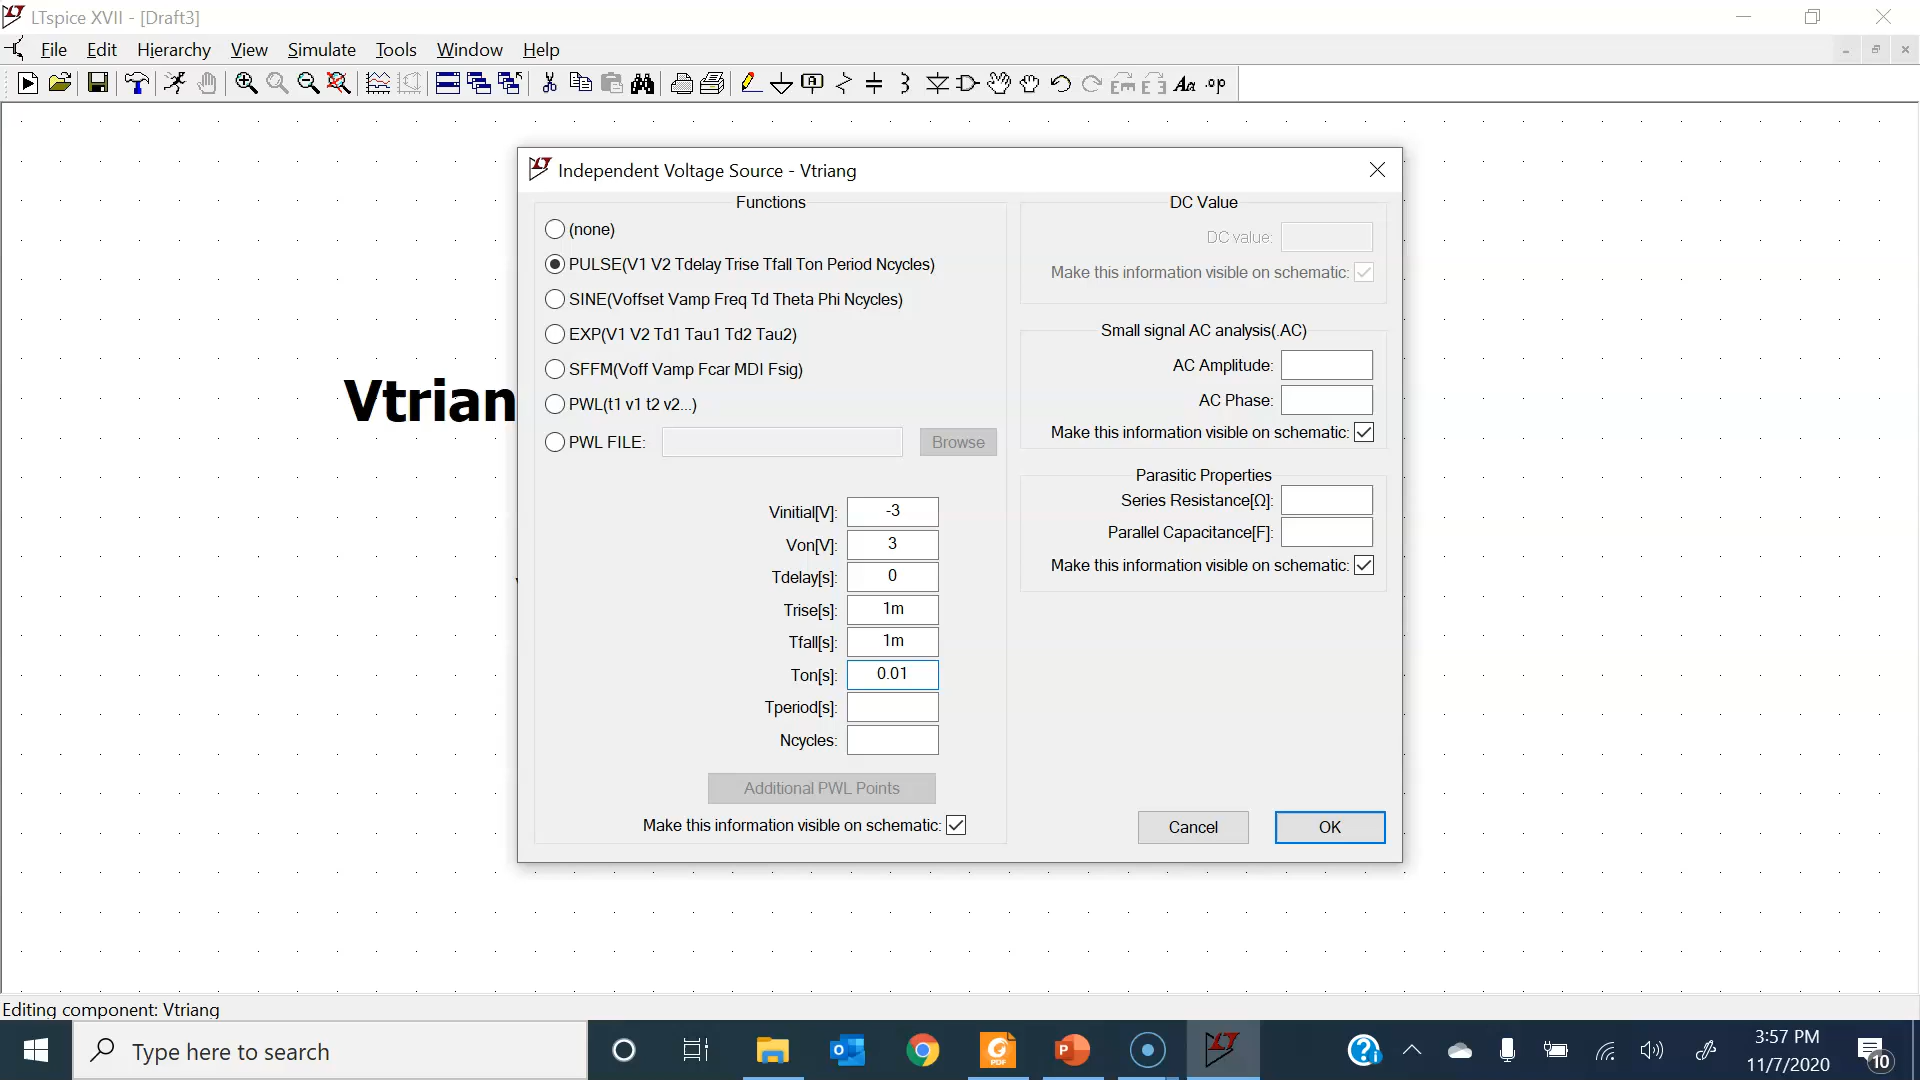 LTspice XVII - [Draft3]
File Edit Hierarchy View Simulate Tools Window Help
Independent Voltage Source - Vtriang
Functions
(none)
PULSE(V1 V2 Tdelay Trise Tfall Ton Period Ncycles)
SINE(Voffset Vamp Freq Td Theta Phi Ncycles)
EXP(V1 V2 Td1 Tau1 Td2 Tau2)
SFFM(Voff Vamp Fcar MDI Fsig)
PWL(t1 v1 t2 v2...)
PWL FILE: Browse
Vinitial[V]: -3
Von[V]: 3
Tdelay[s]: 0
Trise[s]: 1m
Tfall[s]: 1m
Ton[s]: 0.01
Tperiod[s]:
Ncycles:
Additional PWL Points
Make this information visible on schematic:
DC Value
DC value:
Make this information visible on schematic:
Small signal AC analysis(.AC)
AC Amplitude:
AC Phase:
Make this information visible on schematic:
Parasitic Properties
Series Resistance[Ω]:
Parallel Capacitance[F]:
Make this information visible on schematic:
Cancel OK
Vtrian
Editing component: Vtriang
Type here to search
3:57 PM
11/7/2020
10